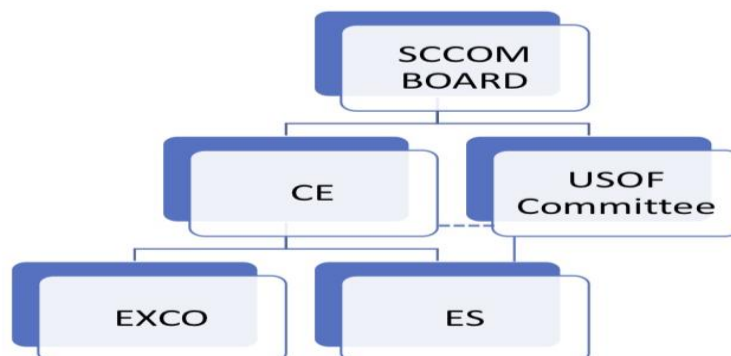 SCCOM
BOARD
CE
USOF
Committee
EXCO
ES